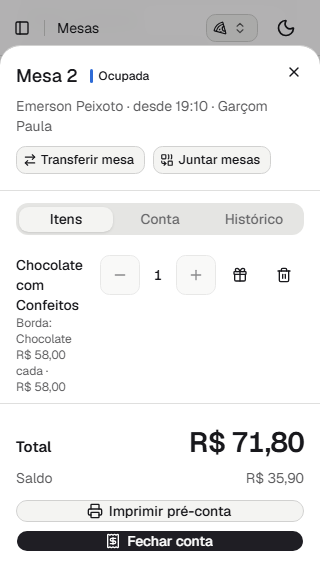 Mesas
Mesa 2
Ocupada
Emerson Peixoto · desde 19:10 · Garçom
Paula
Transferir mesa
Juntar mesas
Itens
Conta
Histórico
Chocolate
com
Confeitos
1
Borda:
Chocolate
R$ 58,00
cada ·
R$ 58,00
Total
R$ 71,80
Saldo
R$ 35,90
Imprimir pré-conta
Fechar conta